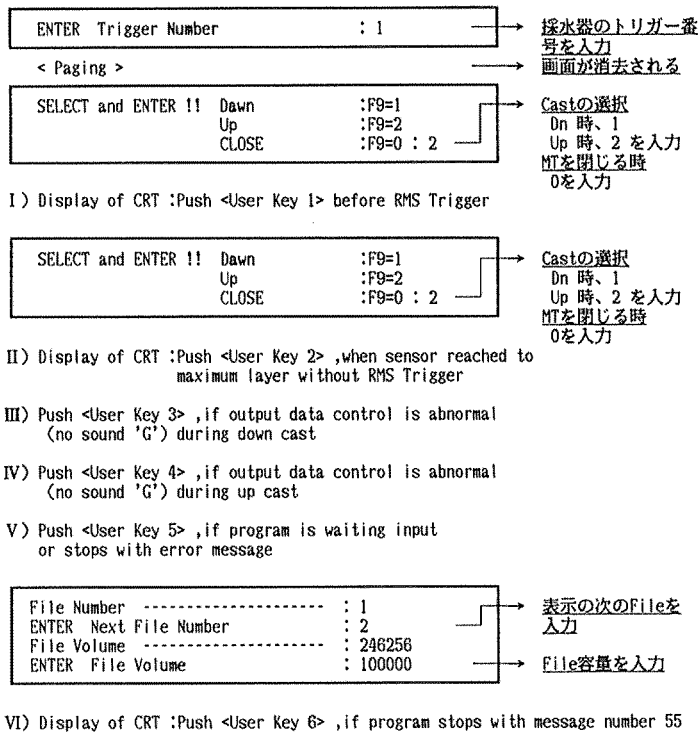 ENTER Trigger Number : 1 → 採水器のトリガー番
号を入力
< Paging > → 画面が消去される
SELECT and ENTER !! Dawn :F9=1 → Castの選択
Up :F9=2 Dn 時、1
CLOSE :F9=0 : 2 Up 時、2 を入力
MTを閉じる時
0を入力
I) Display of CRT :Push <User Key 1> before RMS Trigger
SELECT and ENTER !! Dawn :F9=1 → Castの選択
Up :F9=2 Dn 時、1
CLOSE :F9=0 : 2 Up 時、2 を入力
MTを閉じる時
0を入力
II) Display of CRT :Push <User Key 2> ,when sensor reached to
maximum layer without RMS Trigger
III) Push <User Key 3> ,if output data control is abnormal
(no sound 'G') during down cast
IV) Push <User Key 4> ,if output data control is abnormal
(no sound 'G') during up cast
V) Push <User Key 5> ,if program is waiting input
or stops with error message
File Number ---------------------- : 1 → 表示の次のFileを
ENTER Next File Number : 2 入力
File Volume ---------------------- : 246256
ENTER File Volume : 100000 → File容量を入力
VI) Display of CRT :Push <User Key 6> ,if program stops with message number 55